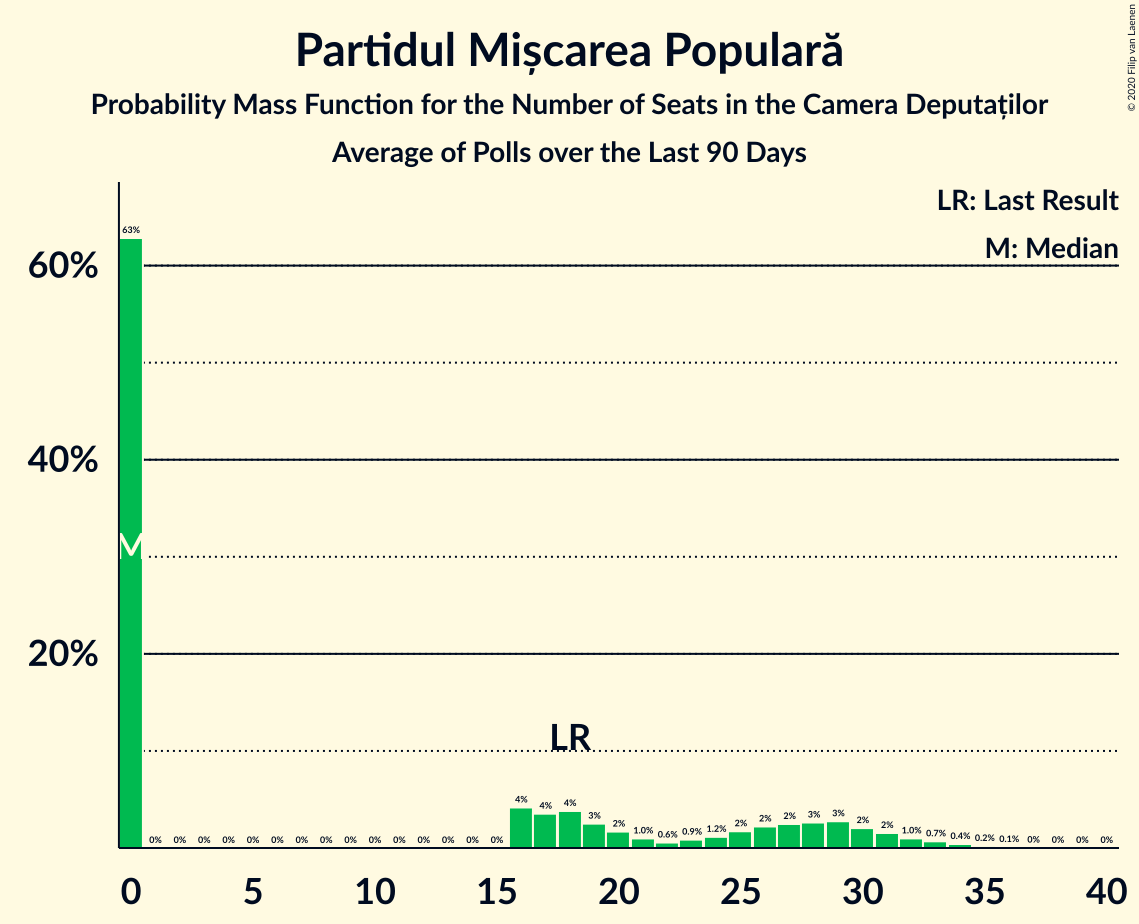 Partidul Mișcarea Populară
Probability Mass Function for the Number of Seats in the Camera Deputaților
Average of Polls over the Last 90 Days
© 2020 Filip van Laenen
LR: Last Result
M: Median
63%
60%
40%
20%
M
LR
0% 0% 0% 0% 0% 0% 0% 0% 0% 0% 0% 0% 0% 0% 0% 4% 4% 4% 3% 2% 1.0% 0.6% 0.9% 1.2% 2% 2% 2% 3% 3% 2% 2% 1.0% 0.7% 0.4% 0.2% 0.1% 0% 0% 0% 0%
0 5 10 15 20 25 30 35 40